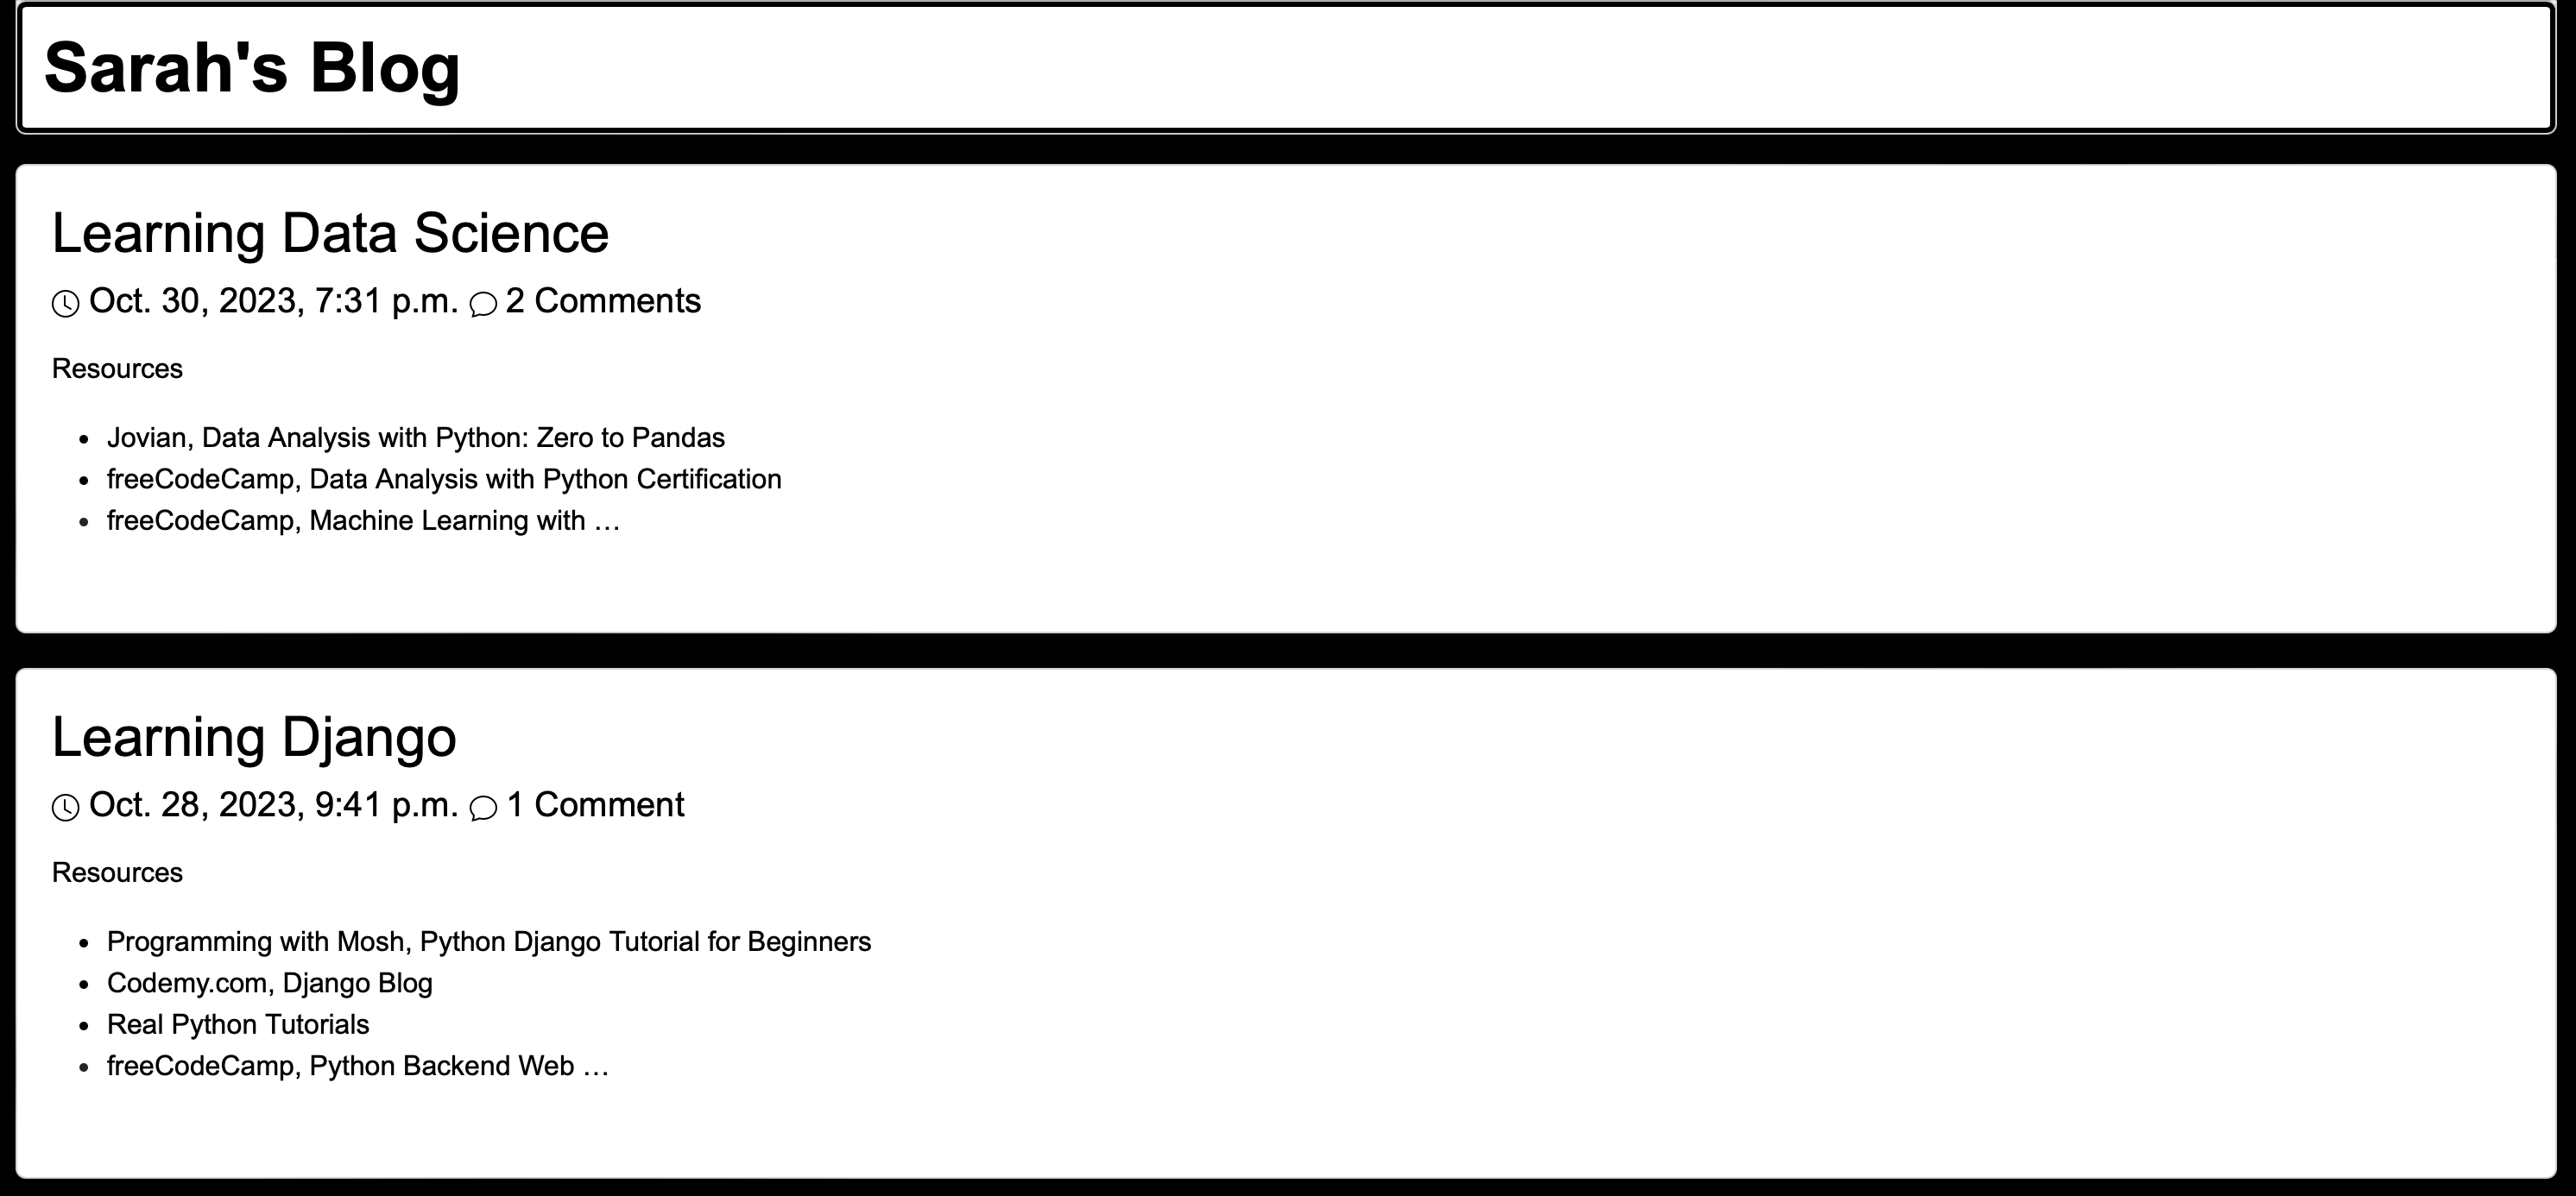 Sarah's Blog
Learning Data Science
Oct. 30, 2023, 7:31 p.m. 2 Comments
Resources
• Jovian, Data Analysis with Python: Zero to Pandas
• freeCodeCamp, Data Analysis with Python Certification
• freeCodeCamp, Machine Learning with …
Learning Django
Oct. 28, 2023, 9:41 p.m. 1 Comment
Resources
• Programming with Mosh, Python Django Tutorial for Beginners
• Codemy.com, Django Blog
• Real Python Tutorials
• freeCodeCamp, Python Backend Web …